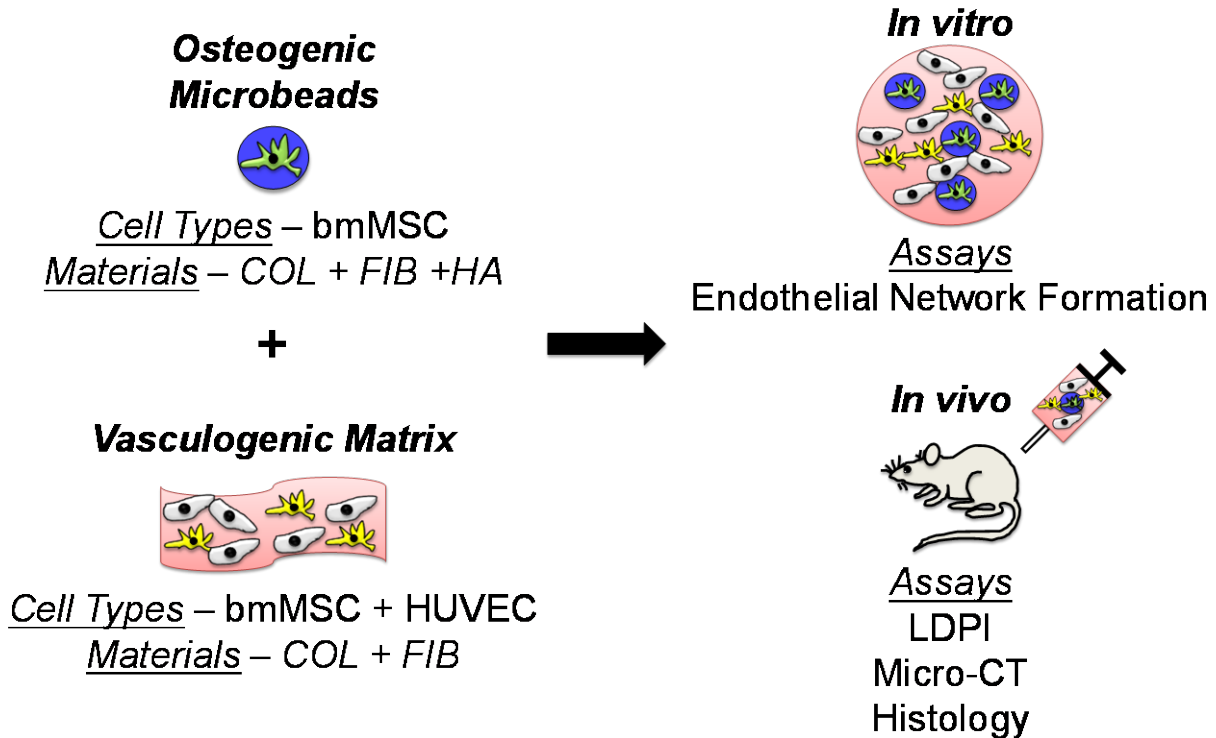 Osteogenic
Microbeads
Cell Types – bmMSC
Materials – COL + FIB +HA
+
Vasculogenic Matrix
Cell Types – bmMSC + HUVEC
Materials – COL + FIB
In vitro
Assays
Endothelial Network Formation
In vivo
Assays
LDPI
Micro-CT
Histology